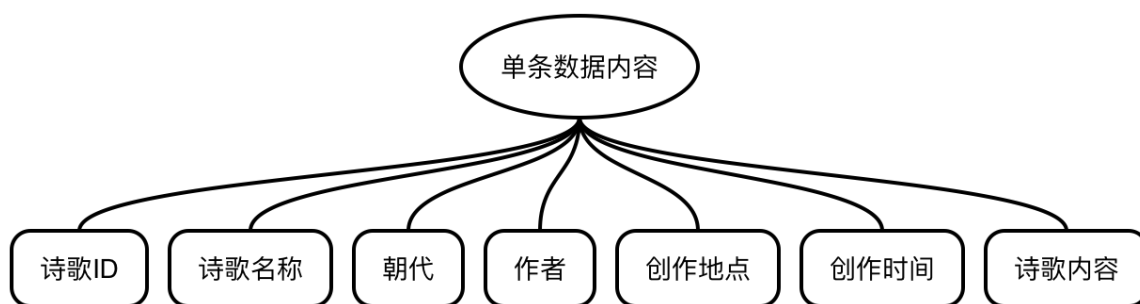 单条数据内容
诗歌ID
诗歌名称
朝代
作者
创作地点
创作时间
诗歌内容